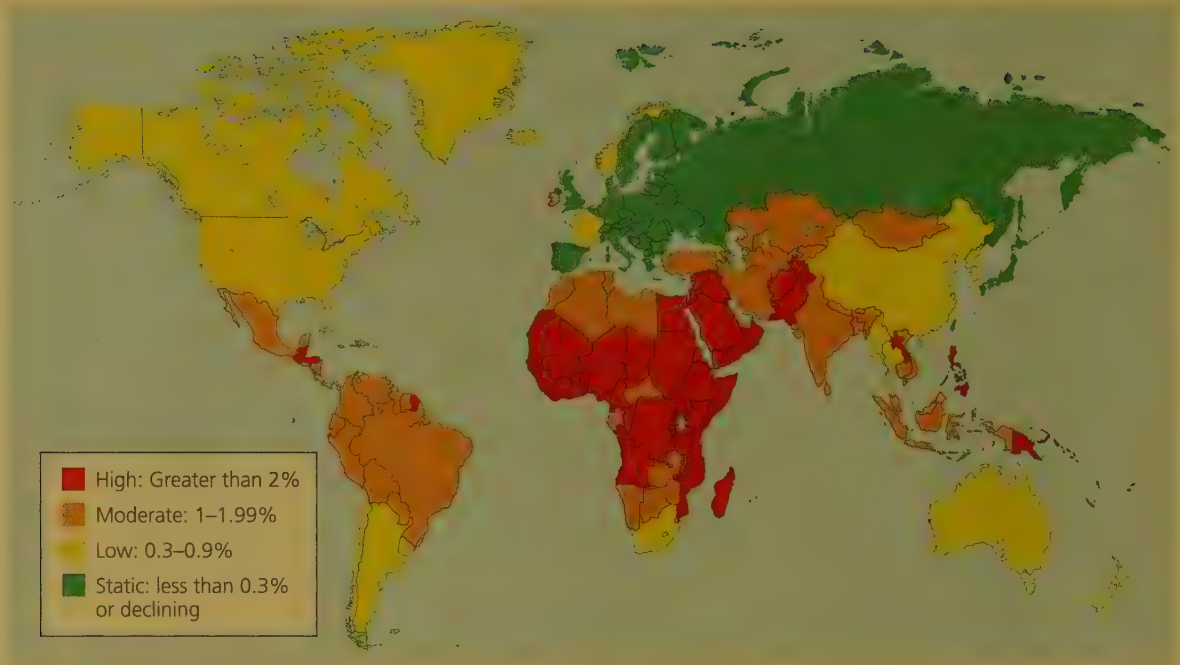 High: Greater than 2%
Moderate: 1–1.99%
Low: 0.3–0.9%
Static: less than 0.3%
or declining